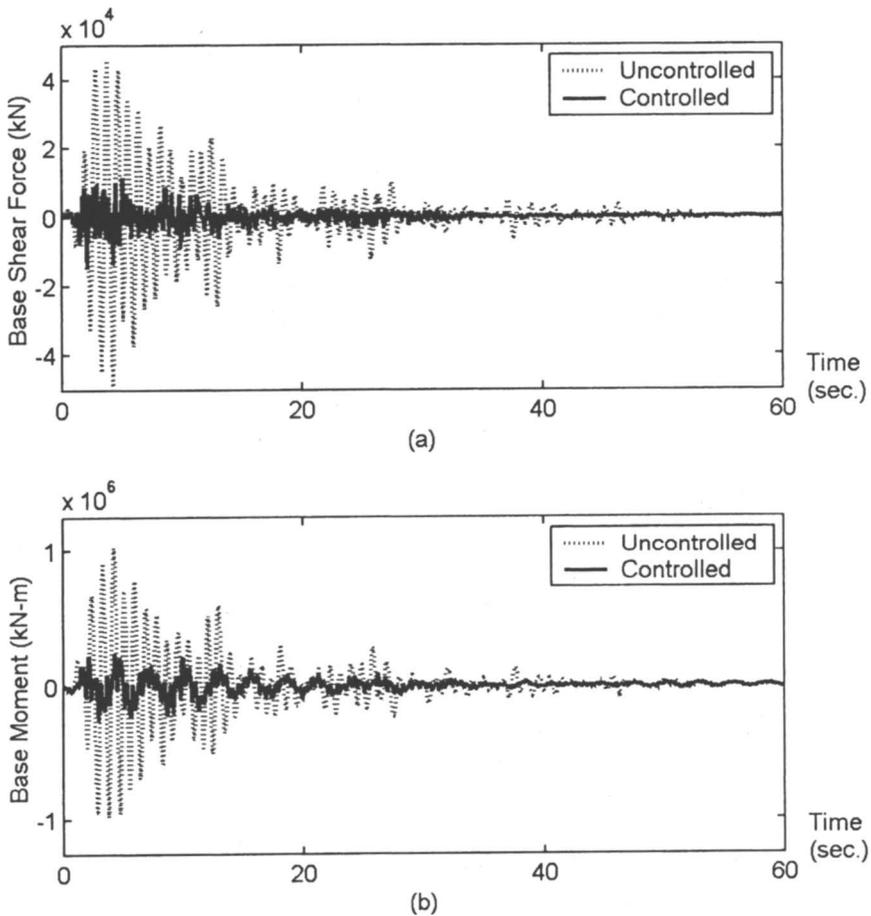 x 10^4
Uncontrolled
Controlled
4
2
0
-2
-4
Base Shear Force (kN)
0
20
40
60
Time
(sec.)
(a)
x 10^6
Uncontrolled
Controlled
1
0
-1
Base Moment (kN-m)
0
20
40
60
Time
(sec.)
(b)